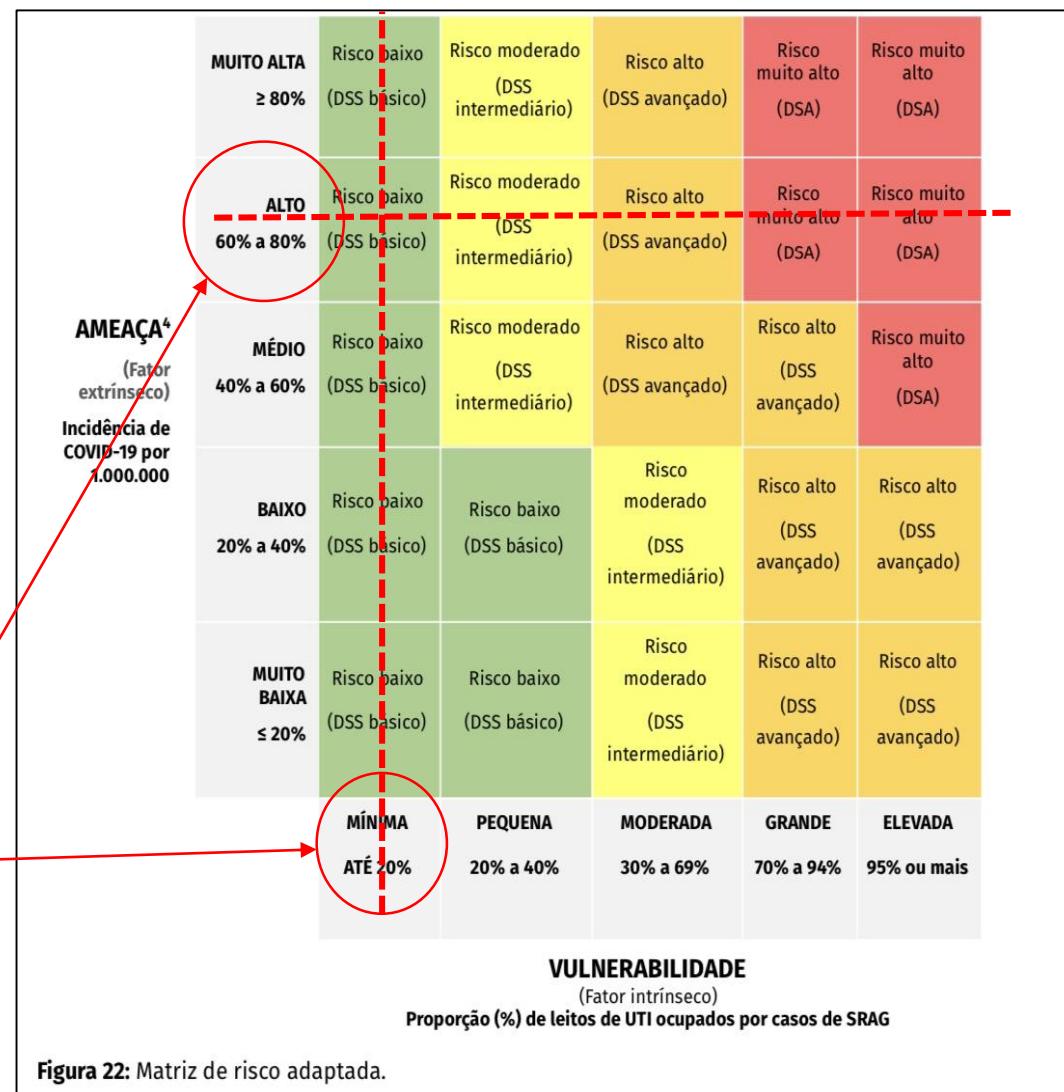 MUITO ALTA
≥ 80%
Risco baixo
(DSS básico)
Risco moderado
(DSS
intermediário)
Risco alto
(DSS avançado)
Risco
muito alto
(DSA)
Risco muito
alto
(DSA)
ALTO
60% a 80%
Risco baixo
(DSS básico)
Risco moderado
(DSS
intermediário)
Risco alto
(DSS avançado)
Risco
muito alto
(DSA)
Risco muito
alto
(DSA)
AMEAÇA⁴
(Fator
extrínseco)
Incidência de
COVID-19 por
1.000.000
MÉDIO
40% a 60%
Risco baixo
(DSS básico)
Risco moderado
(DSS
intermediário)
Risco alto
(DSS avançado)
Risco alto
(DSS
avançado)
Risco muito
alto
(DSA)
BAIXO
20% a 40%
Risco baixo
(DSS básico)
Risco baixo
(DSS básico)
Risco
moderado
(DSS
intermediário)
Risco alto
(DSS
avançado)
Risco alto
(DSS
avançado)
MUITO
BAIXA
≤ 20%
Risco baixo
(DSS básico)
Risco baixo
(DSS básico)
Risco
moderado
(DSS
intermediário)
Risco alto
(DSS
avançado)
Risco alto
(DSS
avançado)
MÍNIMA
ATÉ 20%
PEQUENA
20% a 40%
MODERADA
30% a 69%
GRANDE
70% a 94%
ELEVADA
95% ou mais
VULNERABILIDADE
(Fator intrínseco)
Proporção (%) de leitos de UTI ocupados por casos de SRAG
Figura 22: Matriz de risco adaptada.